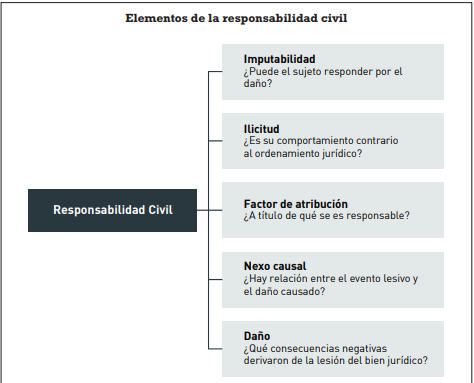 Elementos de la responsabilidad civil
Imputabilidad
¿Puede el sujeto responder por el
daño?
Ilicitud
¿Es su comportamiento contrario
al ordenamiento jurídico?
Responsabilidad Civil
Factor de atribución
¿A título de qué se es responsable?
Nexo causal
¿Hay relación entre el evento lesivo y
el daño causado?
Daño
¿Qué consecuencias negativas
derivaron de la lesión del bien jurídico?